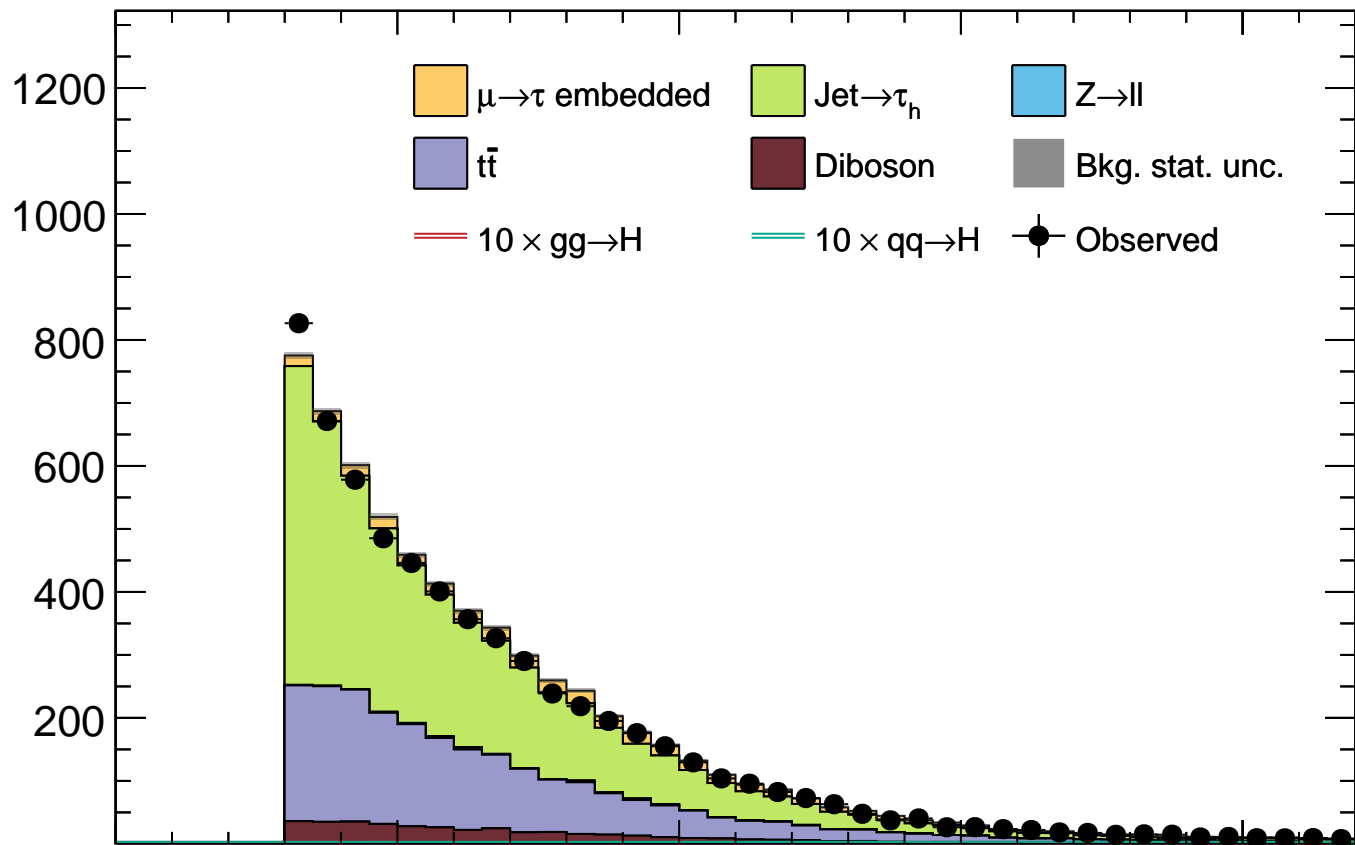 1200
μ→τ embedded Jet→τh Z→ll
tt̄ Diboson Bkg. stat. unc.
1000
10 × gg→H 10 × qq→H Observed
800
600
400
200